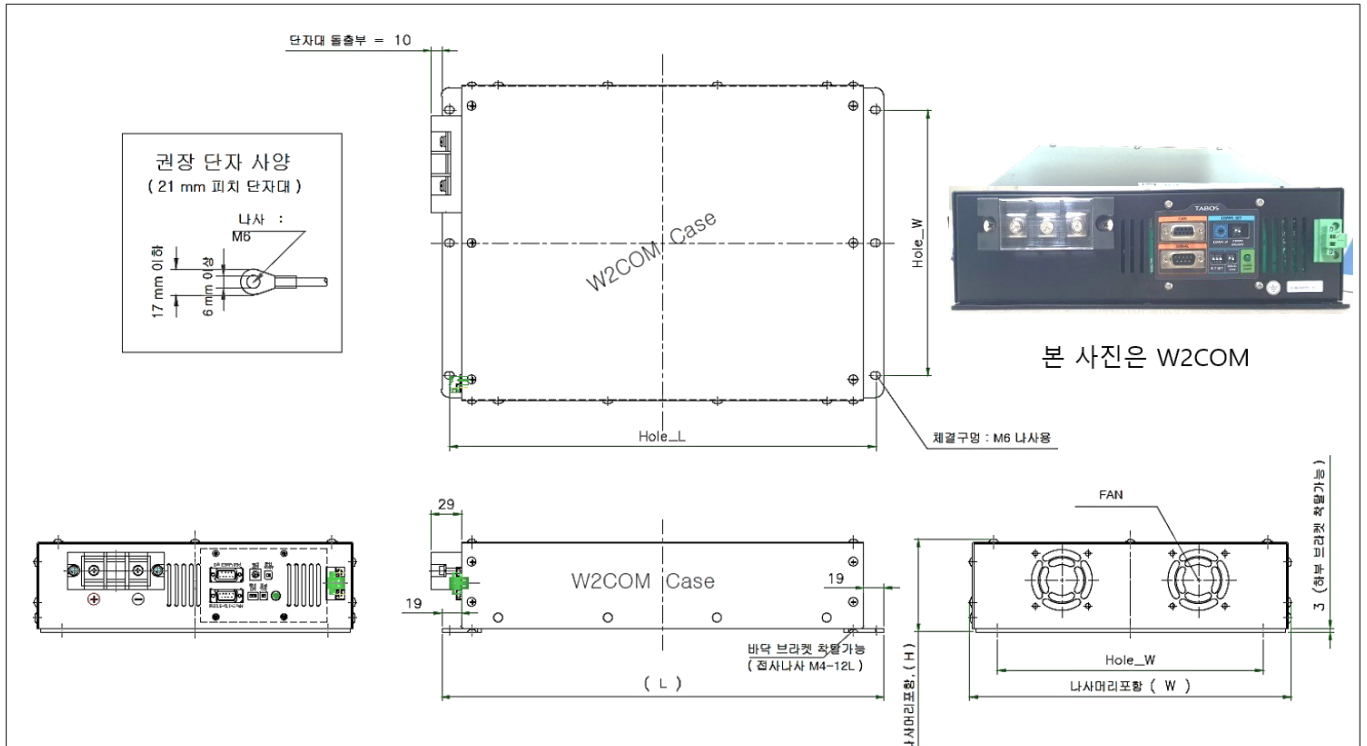 단자대 돌출부 = 10
권장 단자 사양
( 21 mm 피치 단자대 )
나사 :
M6
17 mm 이하
6 mm 이상
W2COM Case
Hole_W
Hole_L
체결구멍 : M6 나사용
TABOS
CAN
본 사진은 W2COM
29
19
W2COM Case
19
바닥 브라켓 착탈가능
( 접시나사 M4-12L )
( L )
FAN
3 (하부 브라켓 착탈가능)
나사머리포함, ( H )
Hole_W
나사머리포함 ( W )